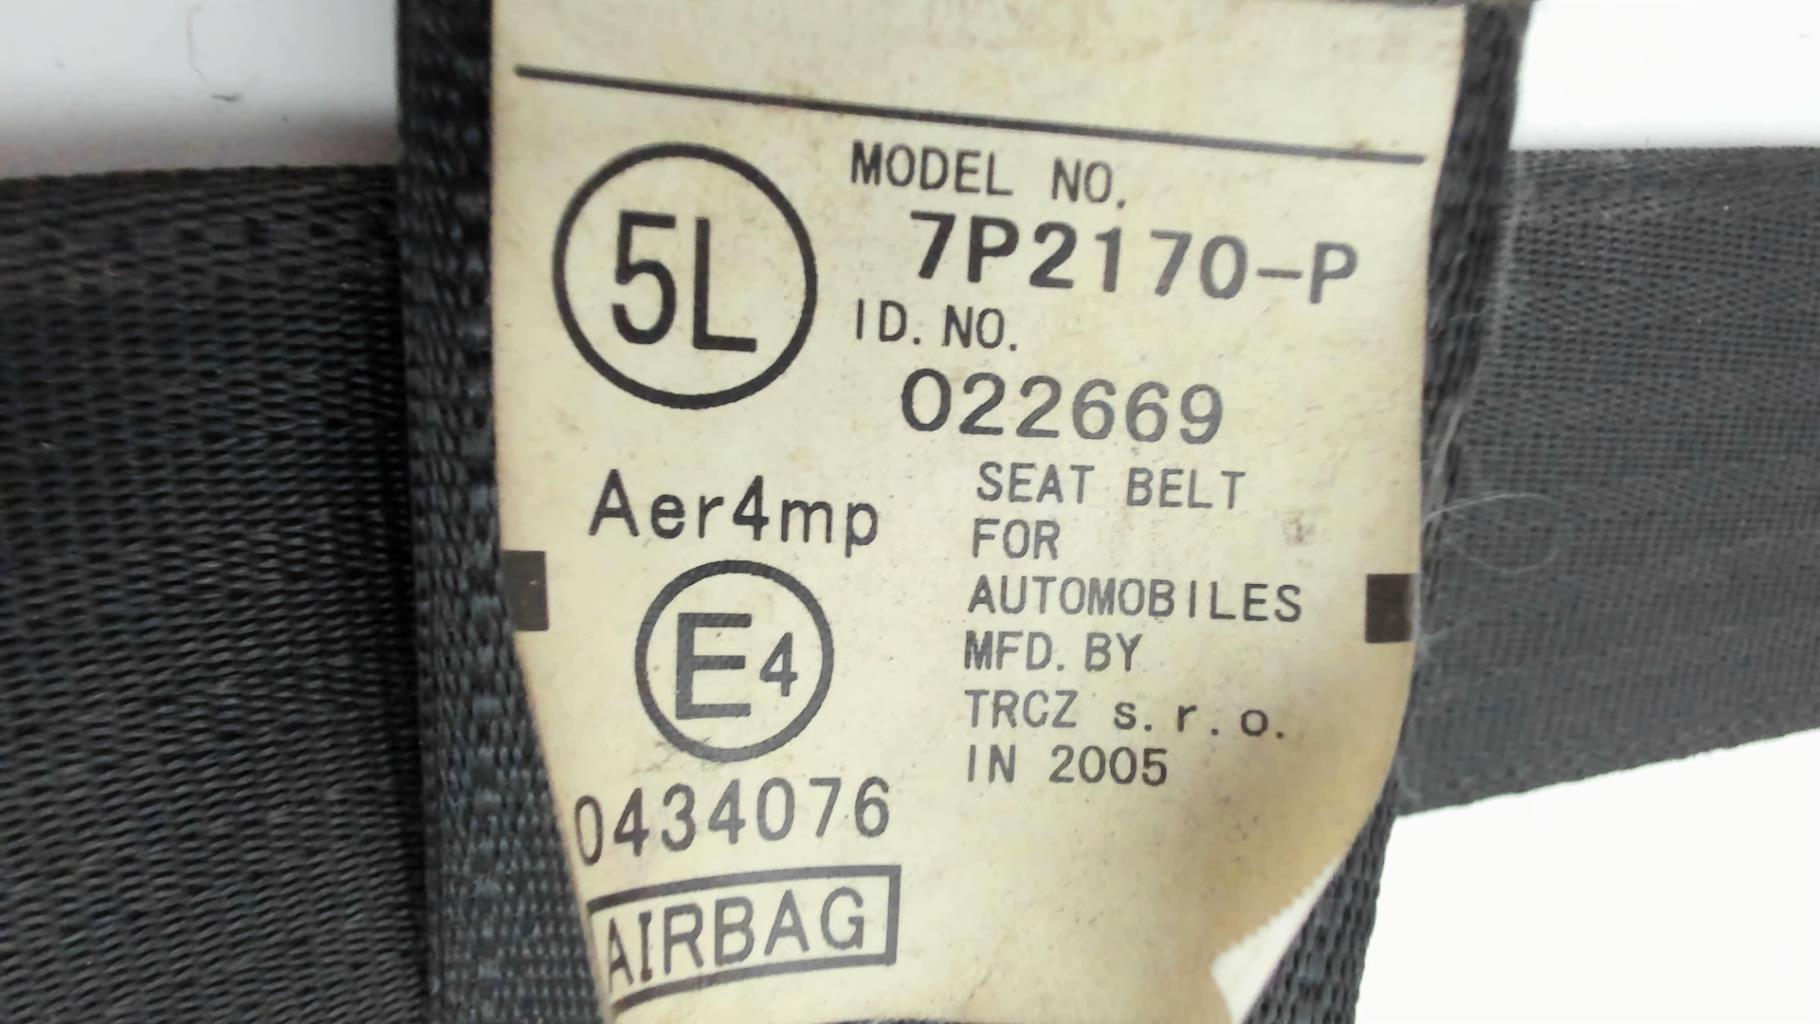 5L
MODEL NO.
7P2170-P
ID. NO.
022669
Aer4mp
E4
0434076
AIRBAG
SEAT BELT
FOR
AUTOMOBILES
MFD. BY
TRCZ s.r.o.
IN 2005